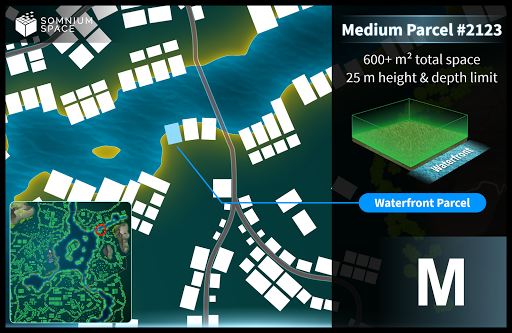 SOMNIUM
SPACE
Medium Parcel #2123
600+ m² total space
25 m height & depth limit
Waterfront
Waterfront Parcel
M